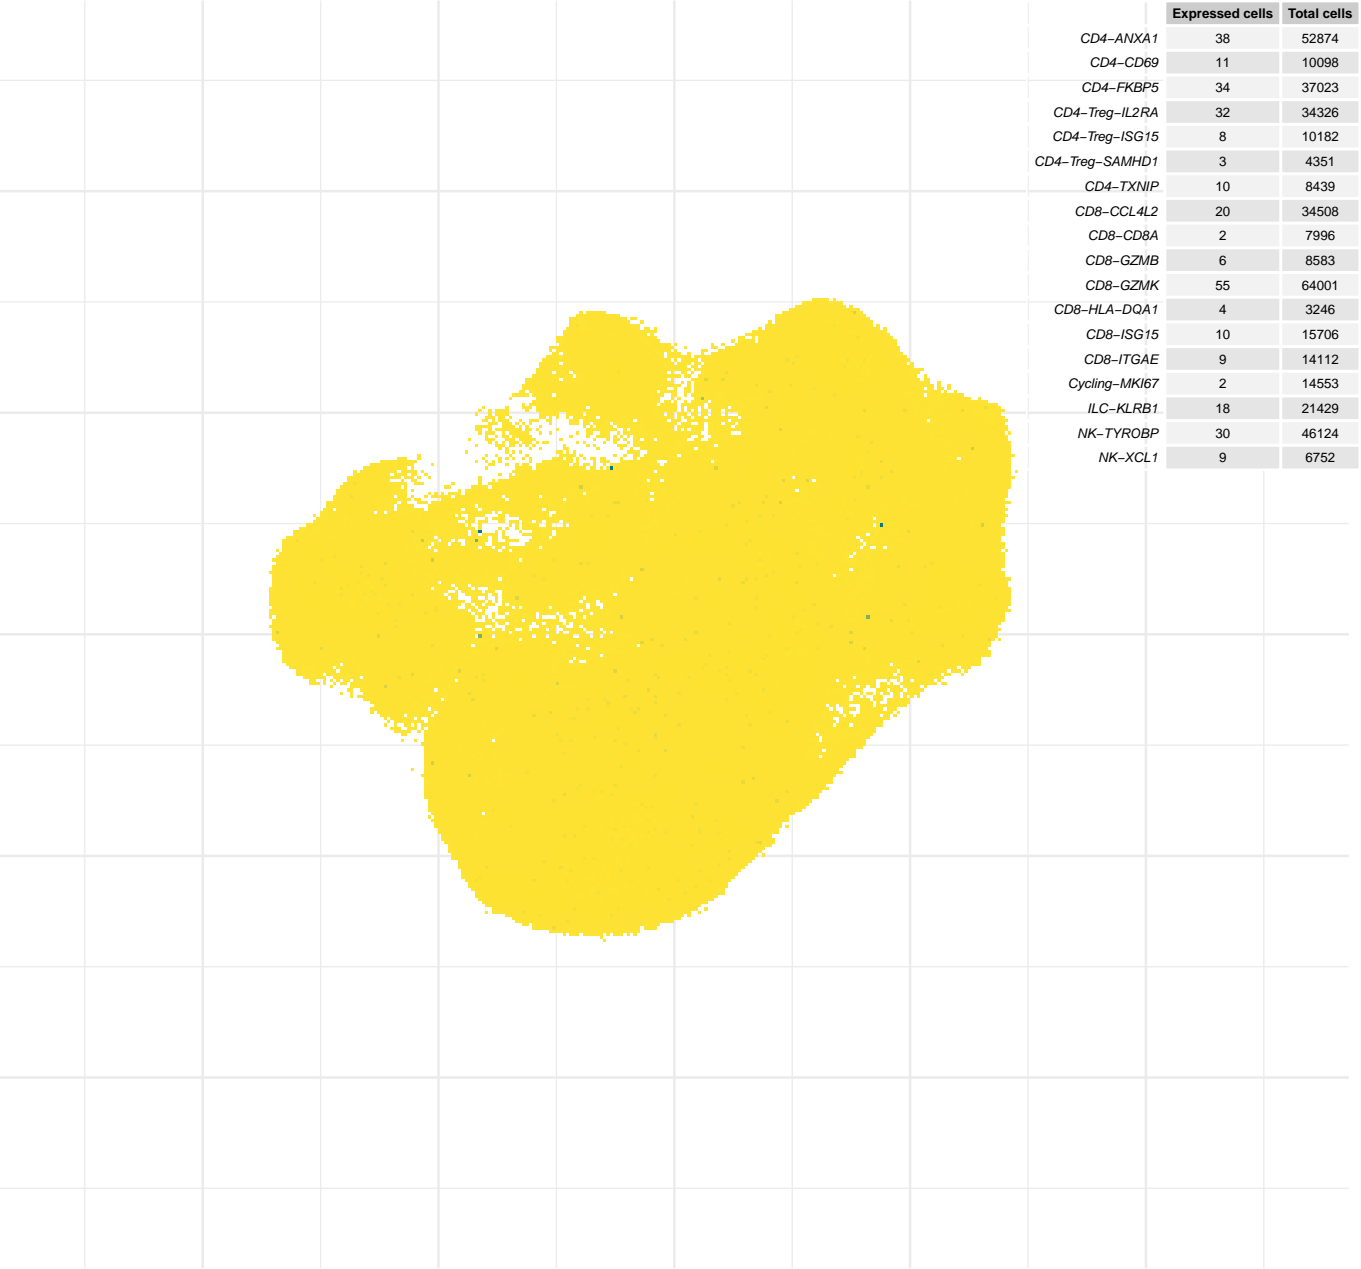 Expressed cells Total cells
CD4−ANXA1 38 52874
CD4−CD69 11 10098
CD4−FKBP5 34 37023
CD4−Treg−IL2RA 32 34326
CD4−Treg−ISG15 8 10182
CD4−Treg−SAMHD1 3 4351
CD4−TXNIP 10 8439
CD8−CCL4L2 20 34508
CD8−CD8A 2 7996
CD8−GZMB 6 8583
CD8−GZMK 55 64001
CD8−HLA−DQA1 4 3246
CD8−ISG15 10 15706
CD8−ITGAE 9 14112
Cycling−MKI67 2 14553
ILC−KLRB1 18 21429
NK−TYROBP 30 46124
NK−XCL1 9 6752